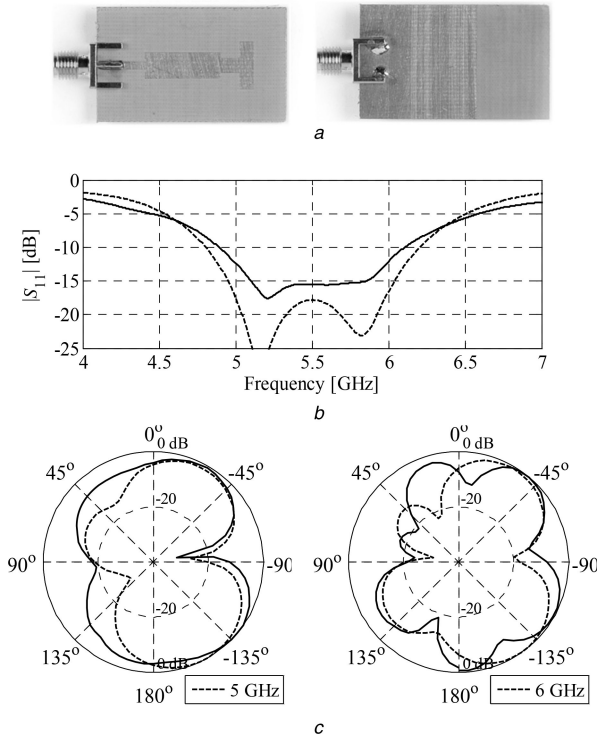 a
0
-5
-10
-15
-20
-25
|S11| [dB]
4 4.5 5 5.5 6 6.5 7
Frequency [GHz]
b
0o 0o
0 dB 0 dB
45o -45o 45o -45o
-20 -20
90o -90 90o -90
-20 -20
135o -135o 135o -135o
0 dB 0 dB
180o 5 GHz 180o 6 GHz
c